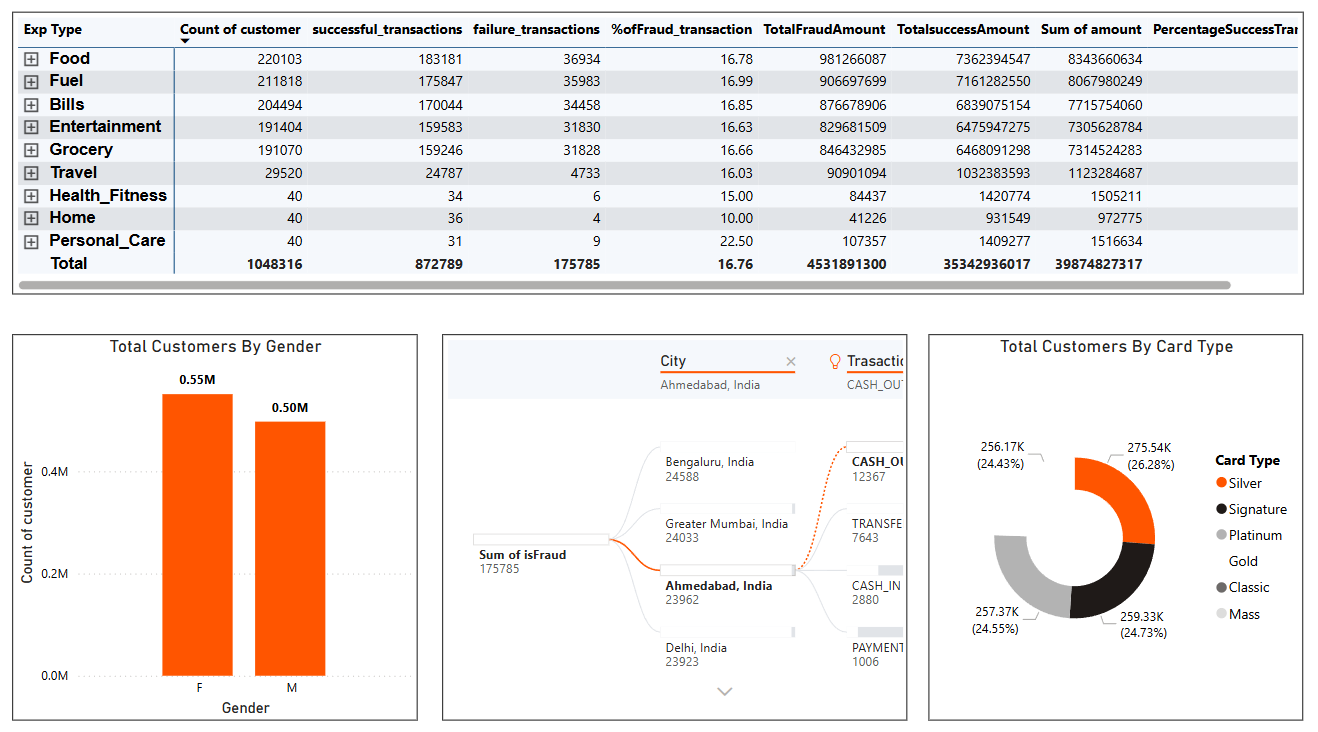 Exp Type Count of customer successful_transactions failure_transactions %ofFraud_transaction TotalFraudAmount TotalsuccessAmount Sum of amount PercentageSuccessTrar
Food 220103 183181 36934 16.78 981266087 7362394547 8343660634
Fuel 211818 175847 35983 16.99 906697699 7161282550 8067980249
Bills 204494 170044 34458 16.85 876678906 6839075154 7715754060
Entertainment 191404 159583 31830 16.63 829681509 6475947275 7305628784
Grocery 191070 159246 31828 16.66 846432985 6468091298 7314524283
Travel 29520 24787 4733 16.03 90901094 1032383593 1123284687
Health_Fitness 40 34 6 15.00 84437 1420774 1505211
Home 40 36 4 10.00 41226 931549 972775
Personal_Care 40 31 9 22.50 107357 1409277 1516634
Total 1048316 872789 175785 16.76 4531891300 35342936017 39874827317
Total Customers By Gender
0.55M
0.50M
0.4M
0.2M
0.0M
Count of customer
F M
Gender
City
Ahmedabad, India
Trasactio
CASH_OUT
Sum of isFraud
175785
Bengaluru, India
24588
Greater Mumbai, India
24033
Ahmedabad, India
23962
Delhi, India
23923
CASH_OU
12367
TRANSFE
7643
CASH_IN
2880
PAYMENT
1006
Total Customers By Card Type
256.17K
(24.43%)
275.54K
(26.28%)
257.37K
(24.55%)
259.33K
(24.73%)
Card Type
Silver
Signature
Platinum
Gold
Classic
Mass